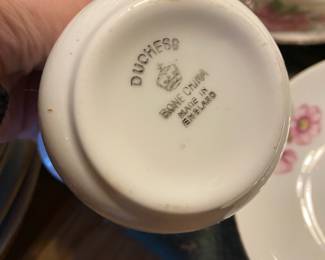 DUCHESS
BONE CHINA
MADE IN
ENGLAND